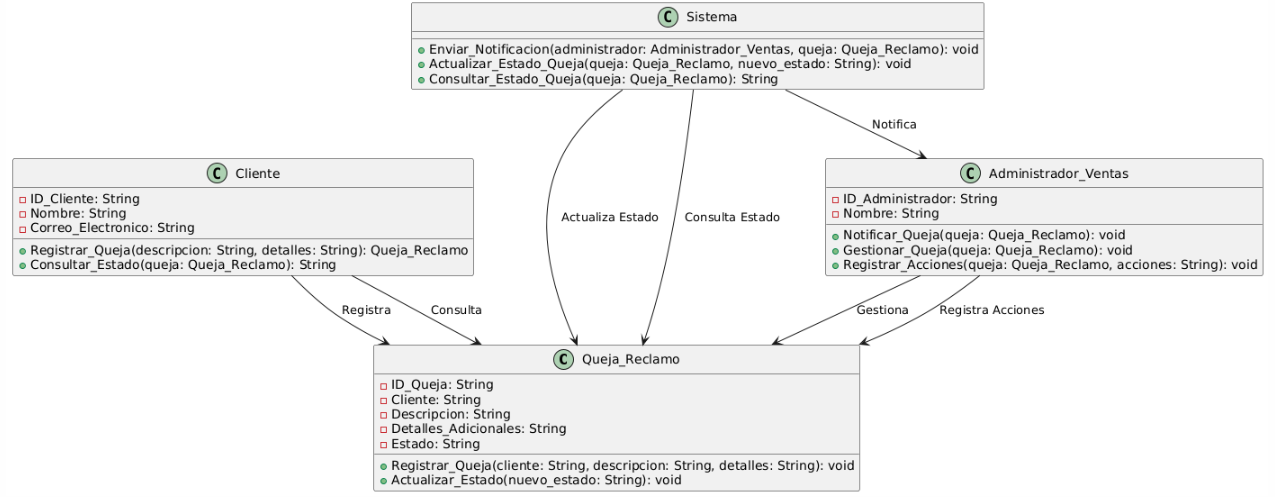 C Sistema
Enviar_Notificacion(administrador: Administrador_Ventas, queja: Queja_Reclamo): void
Actualizar_Estado_Queja(queja: Queja_Reclamo, nuevo_estado: String): void
Consultar_Estado_Queja(queja: Queja_Reclamo): String
Notifica
C Cliente
ID_Cliente: String
Nombre: String
Correo_Electronico: String
Registrar_Queja(descripcion: String, detalles: String): Queja_Reclamo
Consultar_Estado(queja: Queja_Reclamo): String
Actualiza Estado
Consulta Estado
C Administrador_Ventas
ID_Administrador: String
Nombre: String
Notificar_Queja(queja: Queja_Reclamo): void
Gestionar_Queja(queja: Queja_Reclamo): void
Registrar_Acciones(queja: Queja_Reclamo, acciones: String): void
Registra
Consulta
Gestiona
Registra Acciones
C Queja_Reclamo
ID_Queja: String
Cliente: String
Descripcion: String
Detalles_Adicionales: String
Estado: String
Registrar_Queja(cliente: String, descripcion: String, detalles: String): void
Actualizar_Estado(nuevo_estado: String): void